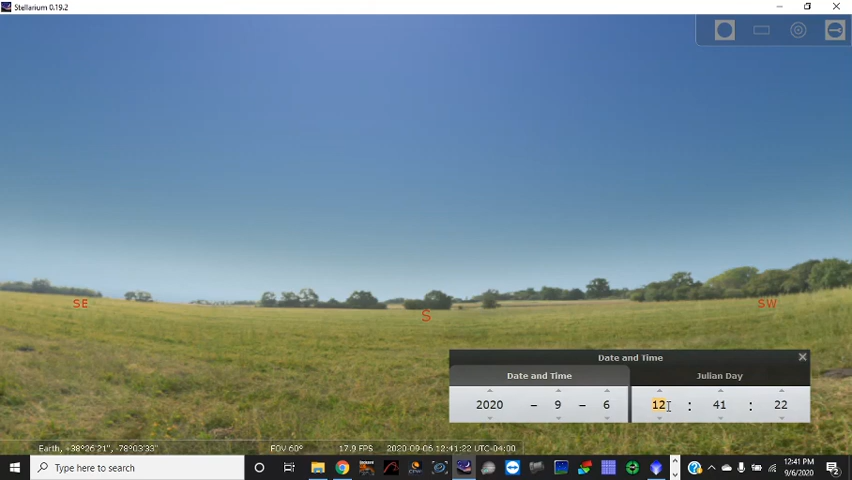 Stellarium 0.19.2
SE
S
SW
Date and Time
Date and Time
Julian Day
2020 – 9 – 6 12 : 41 : 22
Earth, +38°26'21", -78°03'33" FOV 60° 17.9 FPS 2020-09-06 12:41:22 UTC-04:00
Type here to search
12:41 PM
9/6/2020